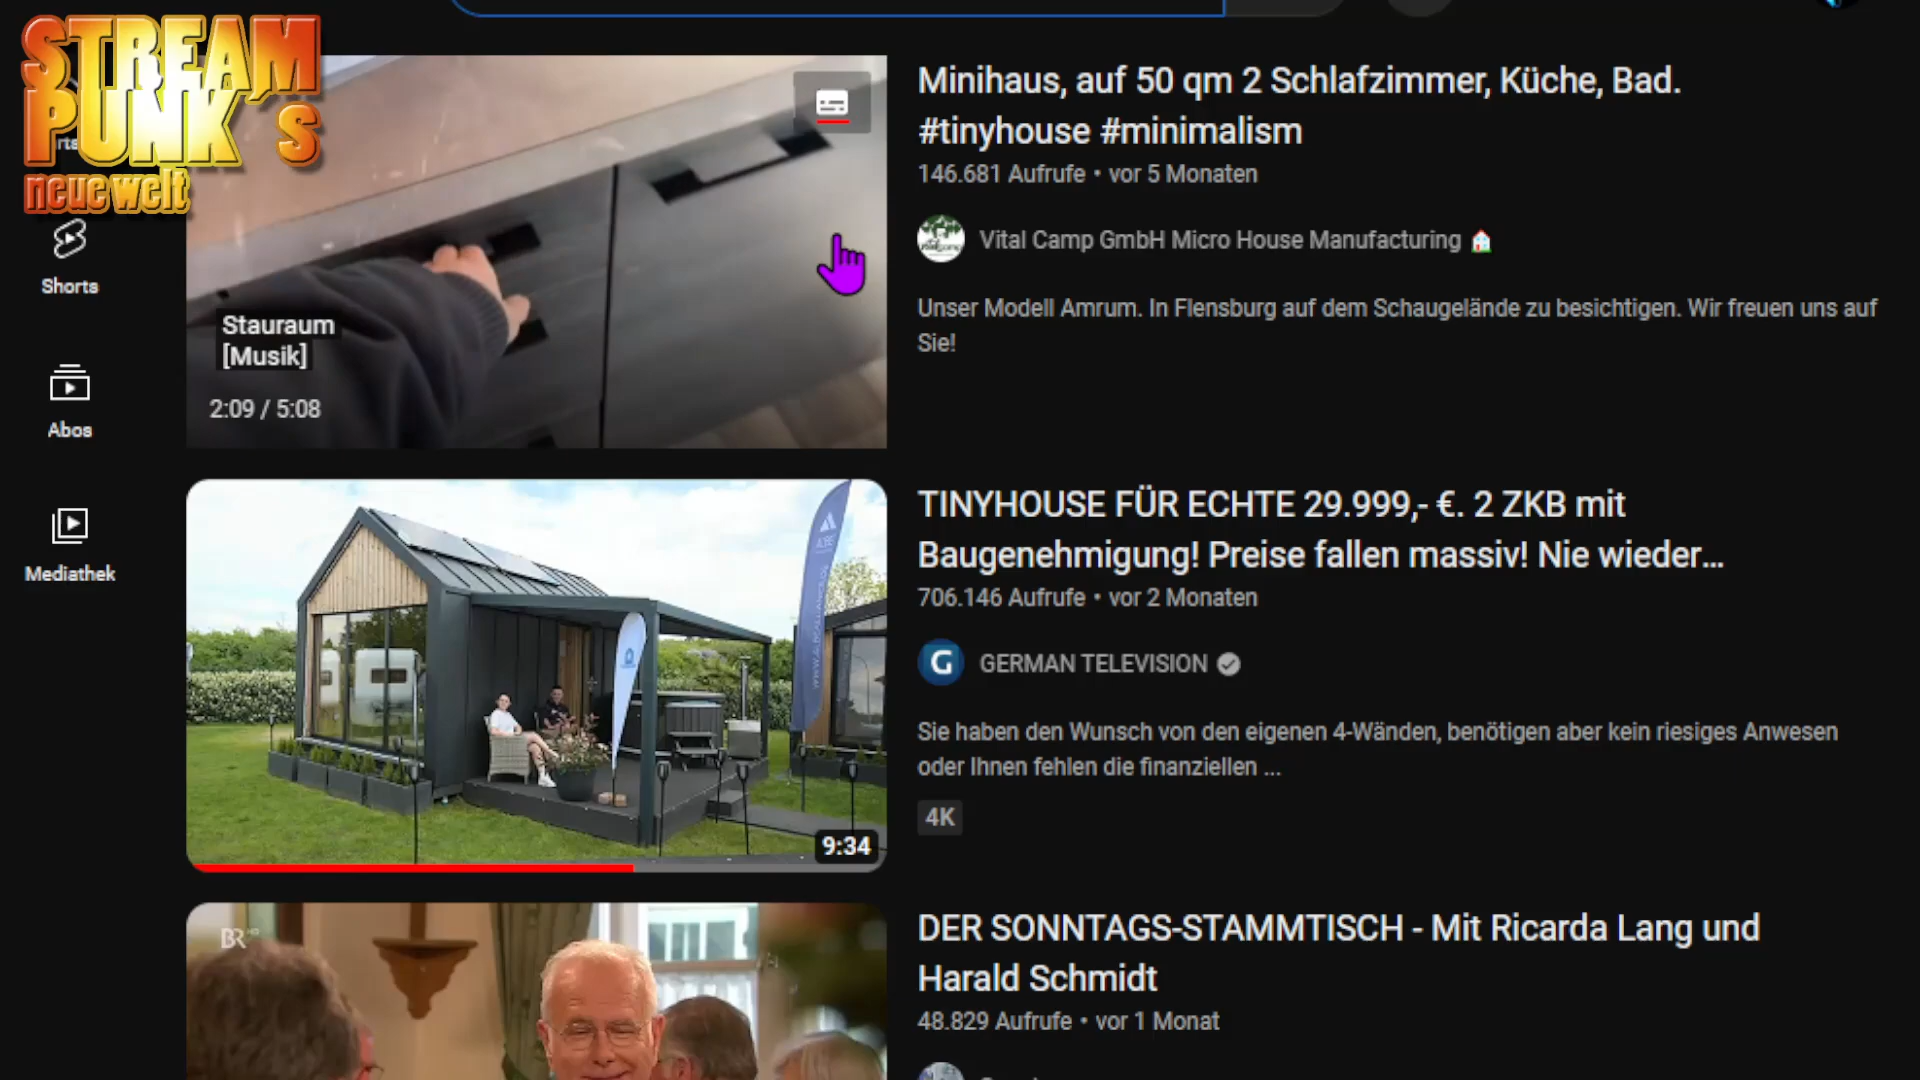 STREAM
PUNK´s
neue welt
rts
Shorts
Abos
Mediathek
Stauraum
[Musik]
2:09 / 5:08
Minihaus, auf 50 qm 2 Schlafzimmer, Küche, Bad.
#tinyhouse #minimalism
146.681 Aufrufe • vor 5 Monaten
Vital Camp GmbH Micro House Manufacturing
Unser Modell Amrum. In Flensburg auf dem Schaugelände zu besichtigen. Wir freuen uns auf
Sie!
9:34
TINYHOUSE FÜR ECHTE 29.999,- €. 2 ZKB mit
Baugenehmigung! Preise fallen massiv! Nie wieder...
706.146 Aufrufe • vor 2 Monaten
G
GERMAN TELEVISION
Sie haben den Wunsch von den eigenen 4-Wänden, benötigen aber kein riesiges Anwesen
oder Ihnen fehlen die finanziellen ...
4K
BR HD
DER SONNTAGS-STAMMTISCH - Mit Ricarda Lang und
Harald Schmidt
48.829 Aufrufe • vor 1 Monat